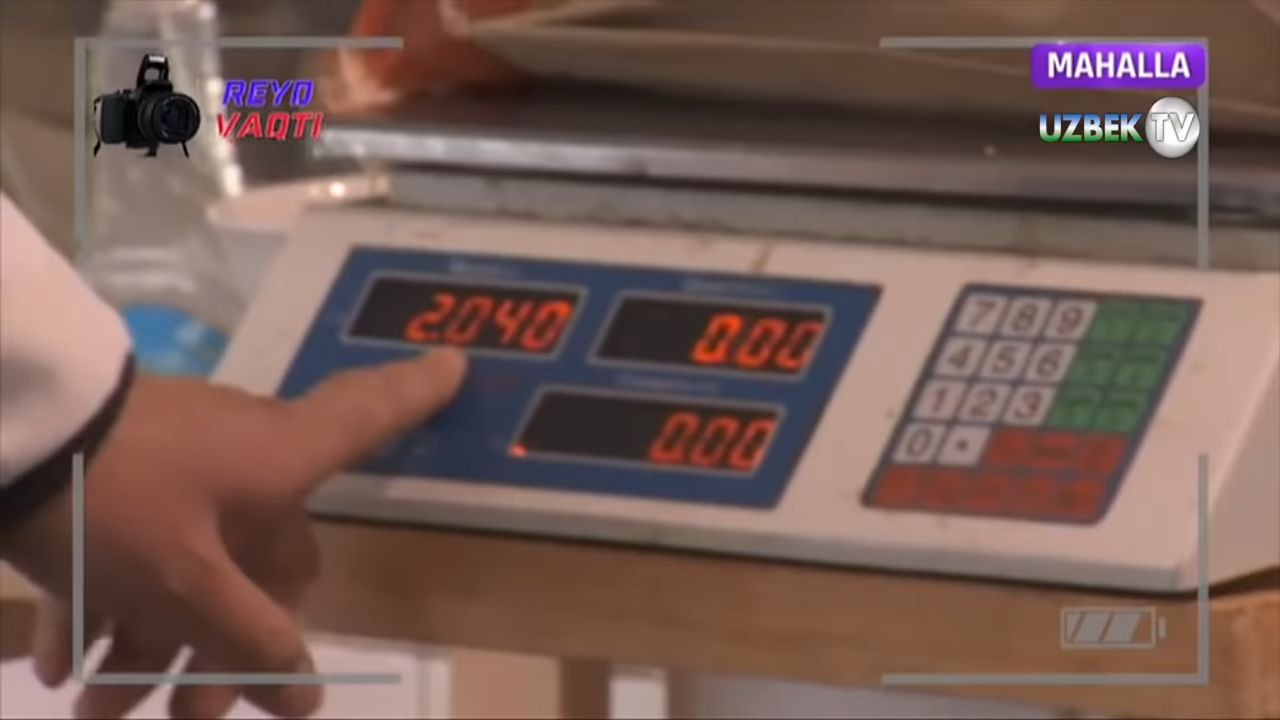 REYD
VAQTI
MAHALLA
UZBEK TV
2.040
0.00
0.00
7 8 9
4 5 6
1 2 3
0 .